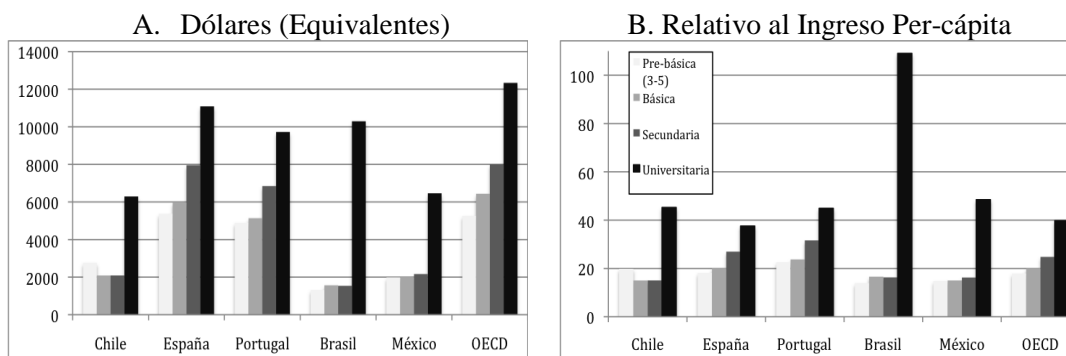 A. Dólares (Equivalentes)
14000
12000
10000
8000
6000
4000
2000
0
Chile España Portugal Brasil México OECD
B. Relativo al Ingreso Per-cápita
100
80
60
40
20
0
Pre-básica
(3-5)
Básica
Secundaria
Universitaria
Chile España Portugal Brasil México OECD